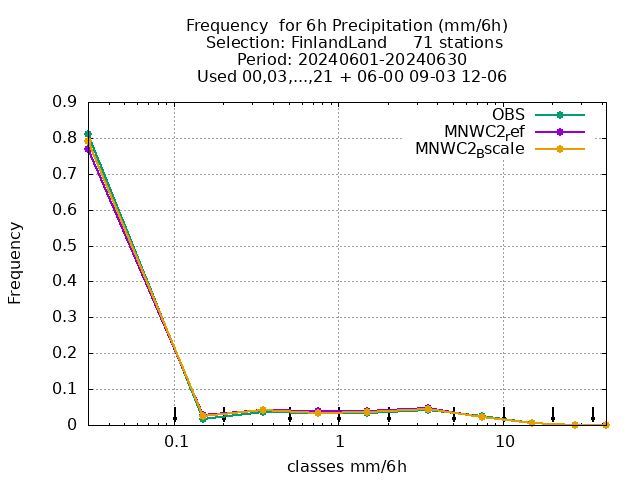 Frequency  for 6h Precipitation (mm/6h)
Selection: FinlandLand     71 stations
Period: 20240601-20240630
Used 00,03,...,21 + 06-00 09-03 12-06
OBS
MNWC2ref
MNWC2Bscale
Frequency
0.9
0.8
0.7
0.6
0.5
0.4
0.3
0.2
0.1
0
0.1 1 10
classes mm/6h